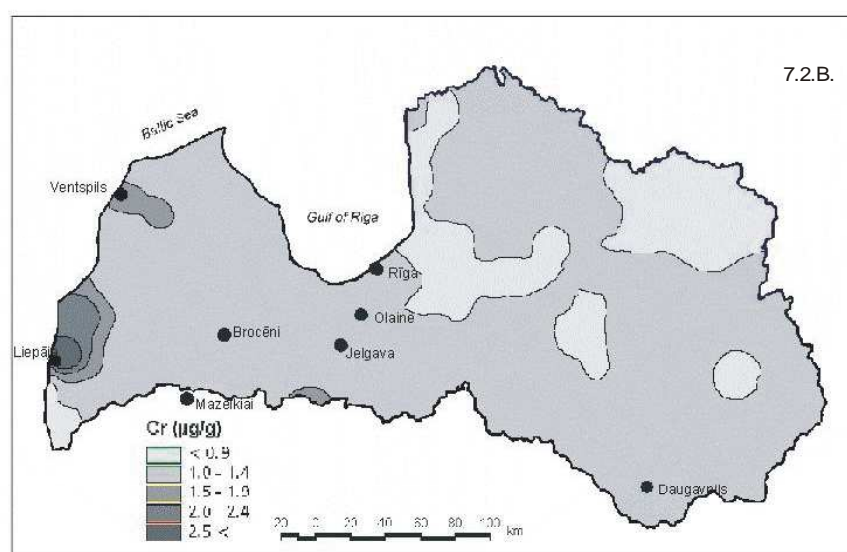 7.2.B.
Baltic Sea
Ventspils
Gulf of Riga
Rīga
Olaine
Brocēni
Jelgava
Liepāja
Mazeikiai
Cr (µg/g)
< 0.9
1.0 - 1.4
1.5 - 1.9
2.0 - 2.4
2.5 <
Daugavpils
20 0 20 40 60 80 100 km